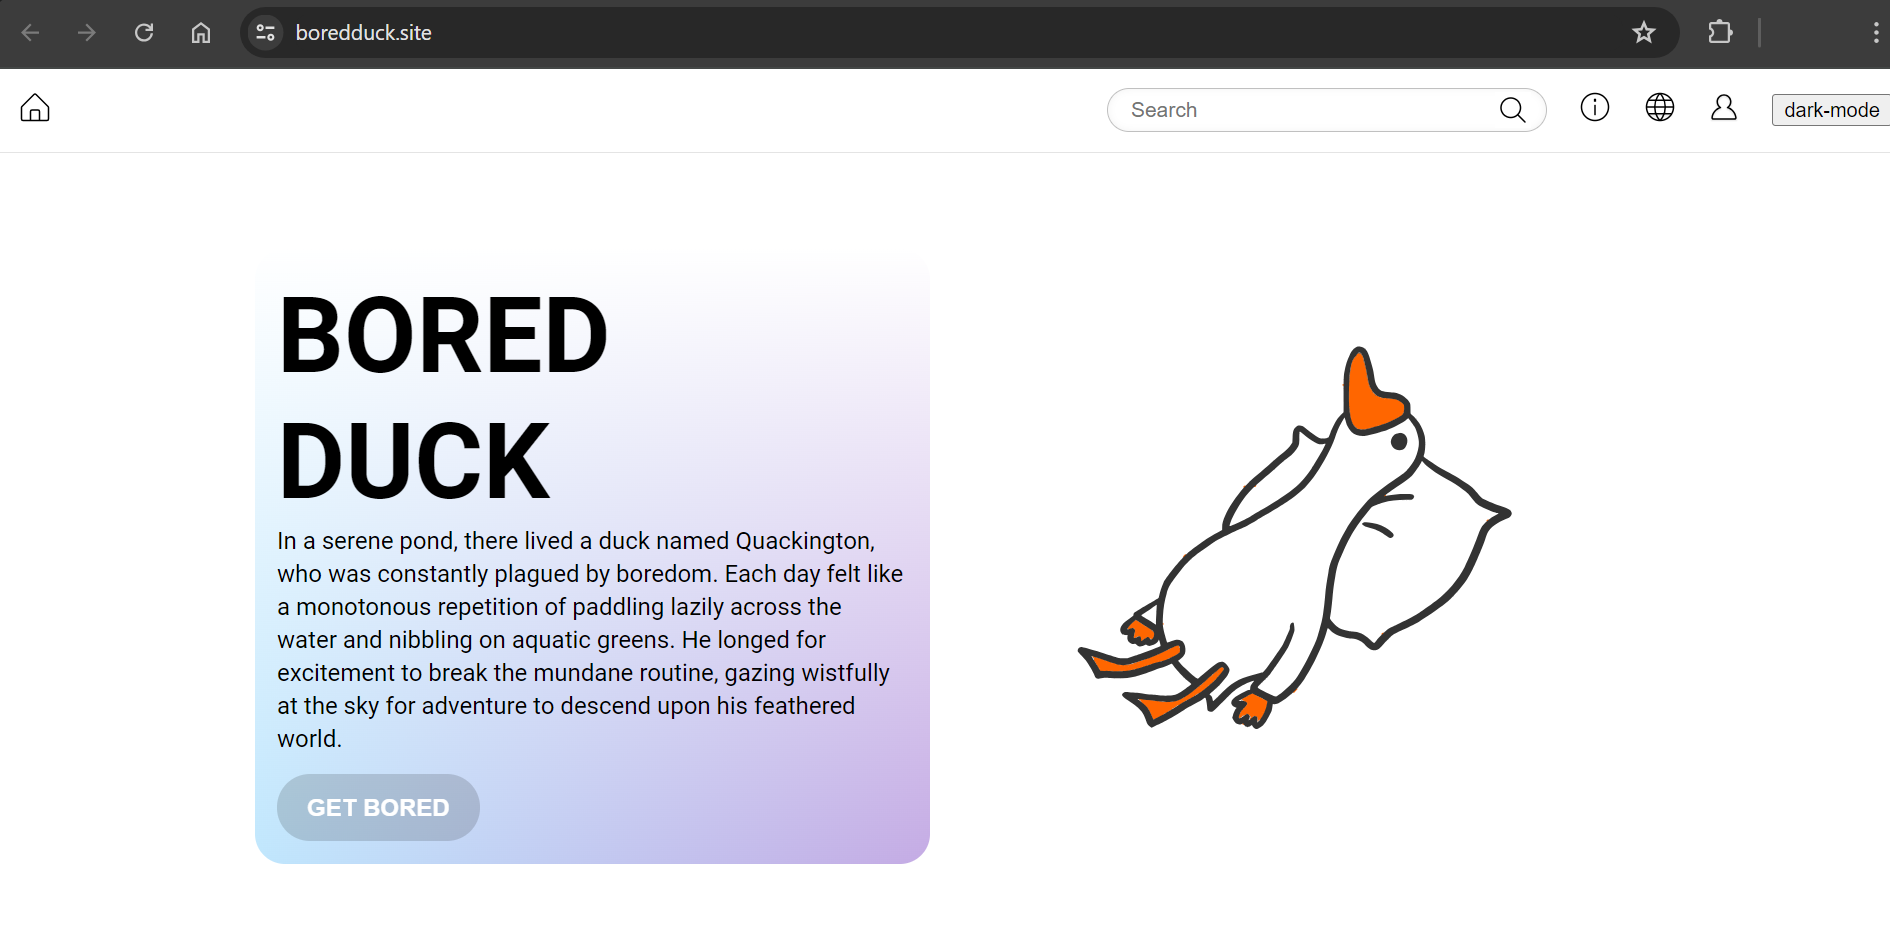 boredduck.site
Search
dark-mode
BORED
DUCK
In a serene pond, there lived a duck named Quackington,
who was constantly plagued by boredom. Each day felt like
a monotonous repetition of paddling lazily across the
water and nibbling on aquatic greens. He longed for
excitement to break the mundane routine, gazing wistfully
at the sky for adventure to descend upon his feathered
world.
GET BORED